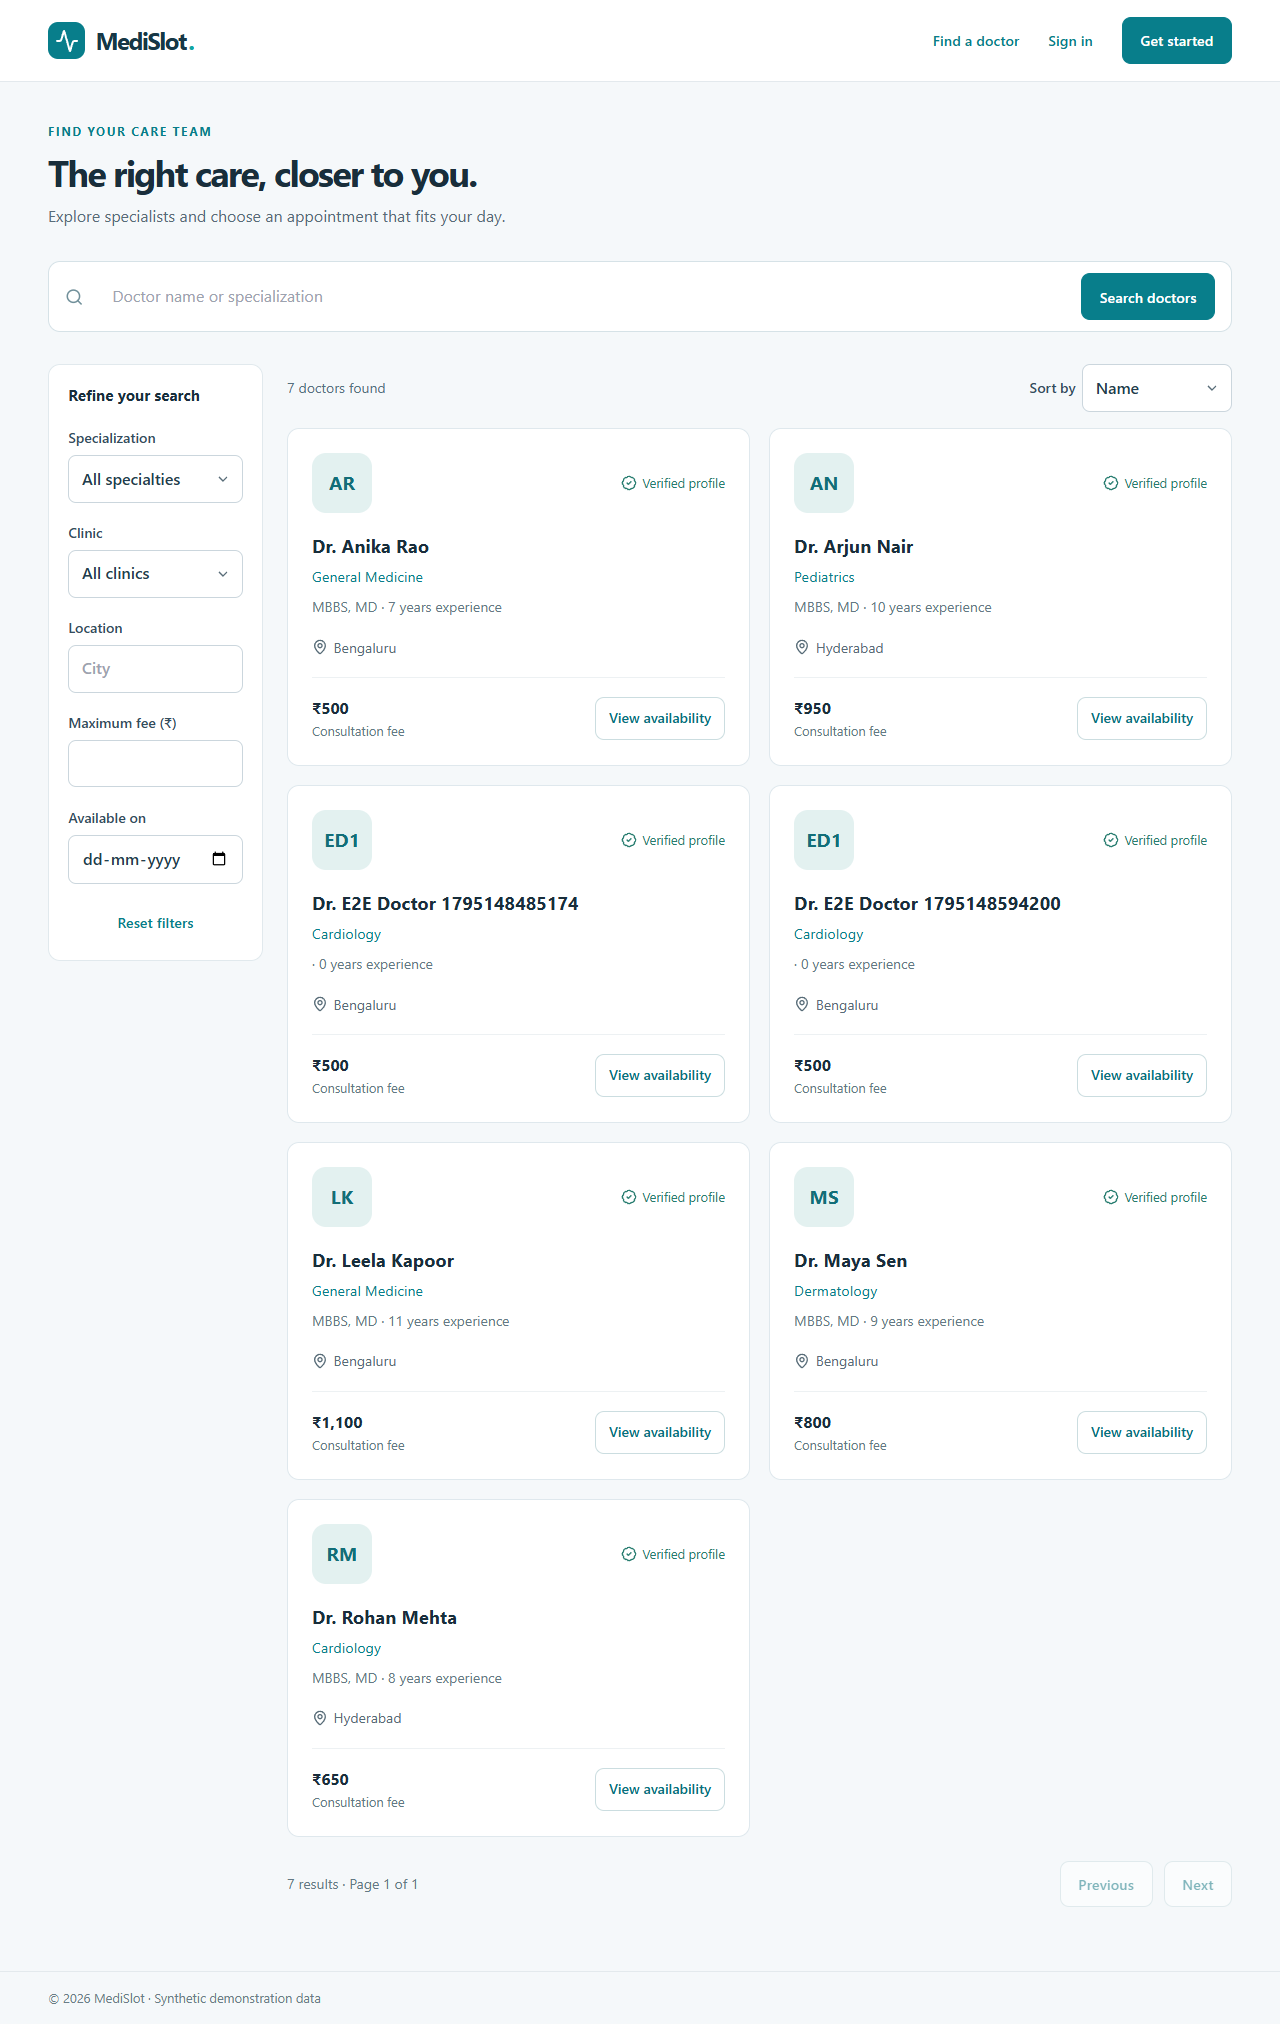 MediSlot.
Find a doctor
Sign in
Get started
FIND YOUR CARE TEAM
The right care, closer to you.
Explore specialists and choose an appointment that fits your day.
Doctor name or specialization
Search doctors
Refine your search
Specialization
All specialties
Clinic
All clinics
Location
City
Maximum fee (₹)
Available on
dd-mm-yyyy
Reset filters
7 doctors found
Sort by
Name
AR
Verified profile
Dr. Anika Rao
General Medicine
MBBS, MD · 7 years experience
Bengaluru
₹500
Consultation fee
View availability
AN
Verified profile
Dr. Arjun Nair
Pediatrics
MBBS, MD · 10 years experience
Hyderabad
₹950
Consultation fee
View availability
ED1
Verified profile
Dr. E2E Doctor 1795148485174
Cardiology
· 0 years experience
Bengaluru
₹500
Consultation fee
View availability
ED1
Verified profile
Dr. E2E Doctor 1795148594200
Cardiology
· 0 years experience
Bengaluru
₹500
Consultation fee
View availability
LK
Verified profile
Dr. Leela Kapoor
General Medicine
MBBS, MD · 11 years experience
Bengaluru
₹1,100
Consultation fee
View availability
MS
Verified profile
Dr. Maya Sen
Dermatology
MBBS, MD · 9 years experience
Bengaluru
₹800
Consultation fee
View availability
RM
Verified profile
Dr. Rohan Mehta
Cardiology
MBBS, MD · 8 years experience
Hyderabad
₹650
Consultation fee
View availability
7 results · Page 1 of 1
Previous
Next
© 2026 MediSlot · Synthetic demonstration data